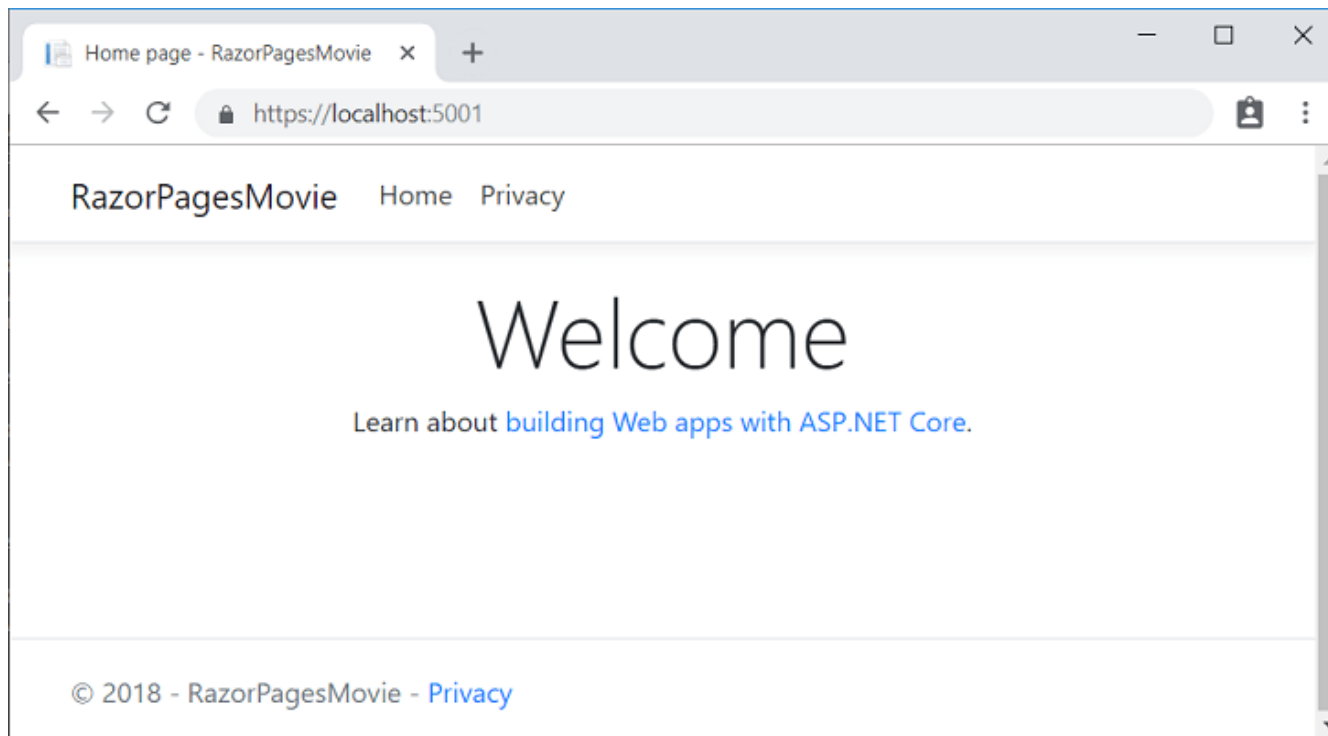 Home page - RazorPagesMovie
https://localhost:5001
RazorPagesMovie Home Privacy
Welcome
Learn about building Web apps with ASP.NET Core.
© 2018 - RazorPagesMovie - Privacy